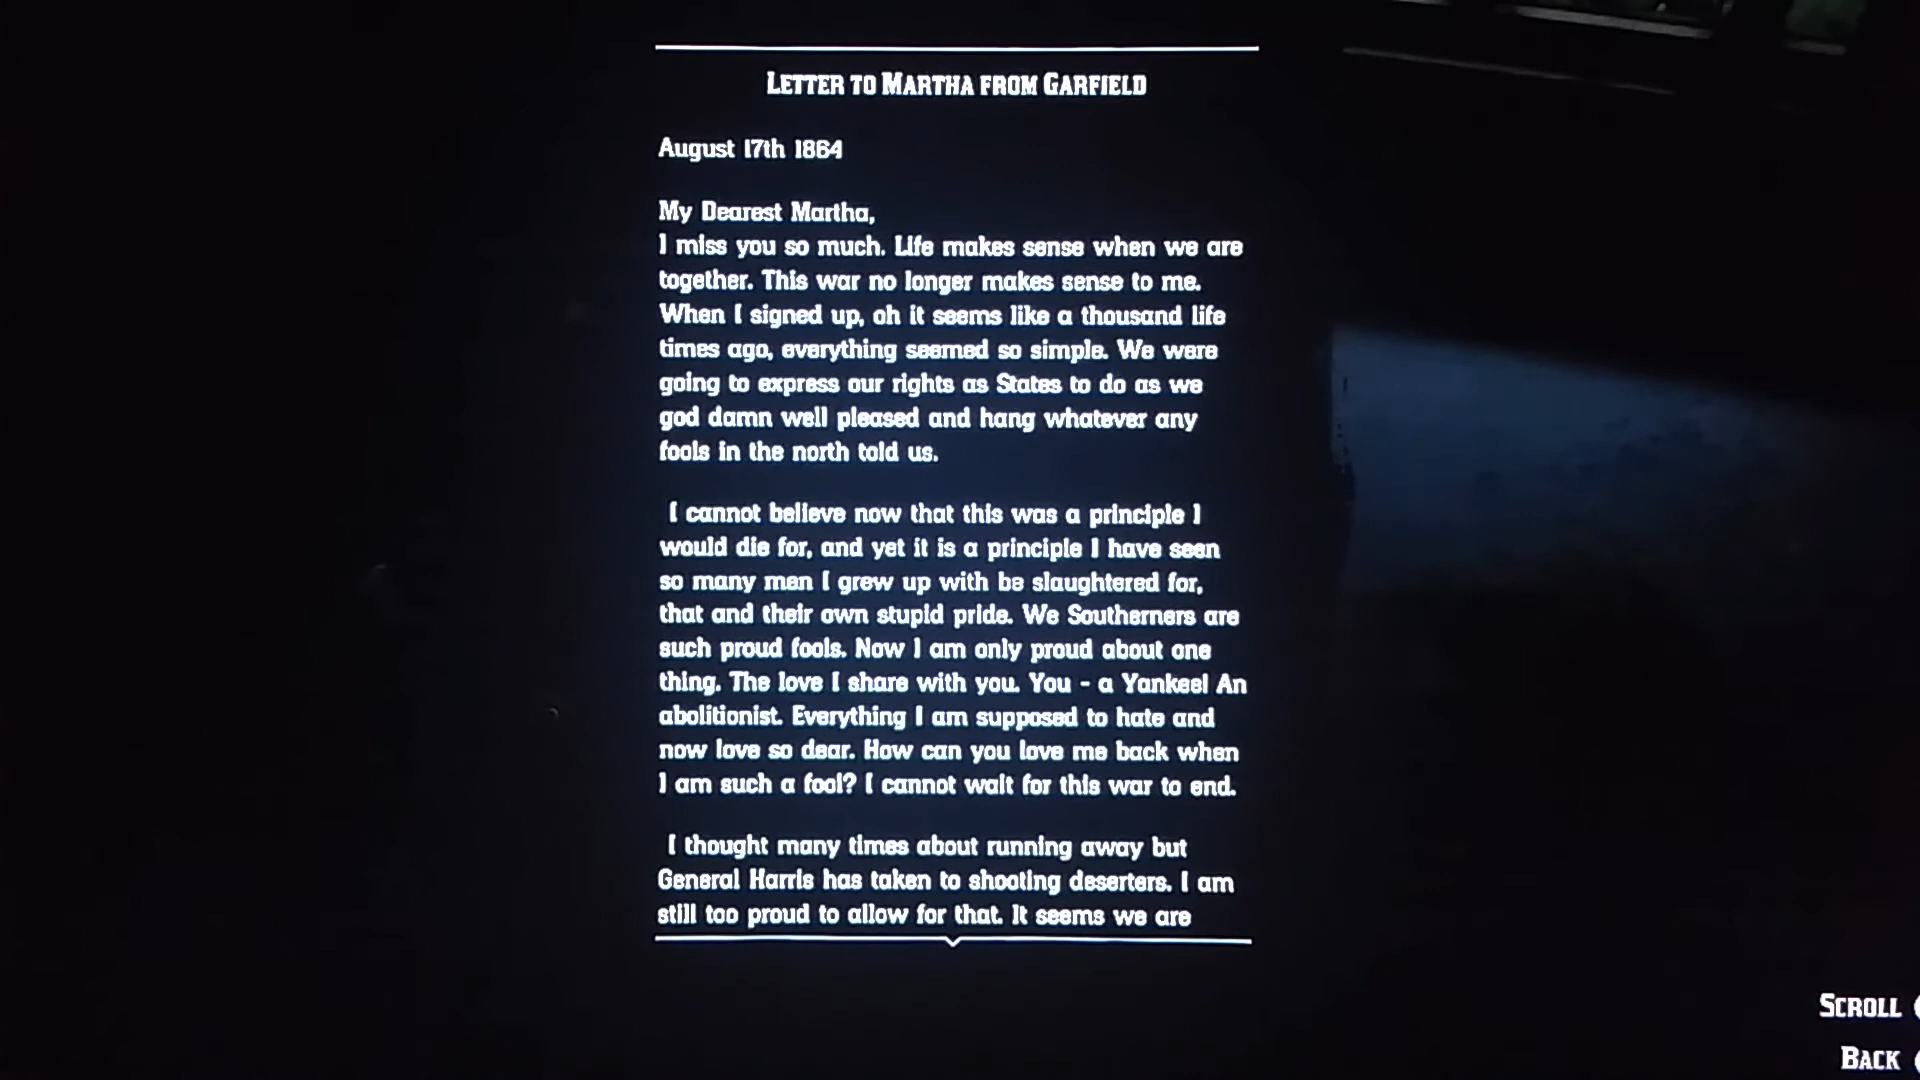 LETTER TO MARTHA FROM GARFIELD
August 17th 1864
My Dearest Martha,
I miss you so much. Life makes sense when we are
together. This war no longer makes sense to me.
When I signed up, oh it seems like a thousand life
times ago, everything seemed so simple. We were
going to express our rights as States to do as we
god damn well pleased and hang whatever any
fools in the north told us.
I cannot believe now that this was a principle I
would die for, and yet it is a principle I have seen
so many men I grew up with be slaughtered for,
that and their own stupid pride. We Southerners are
such proud fools. Now I am only proud about one
thing. The love I share with you. You - a Yankee! An
abolitionist. Everything I am supposed to hate and
now love so dear. How can you love me back when
I am such a fool? I cannot wait for this war to end.
I thought many times about running away but
General Harris has taken to shooting deserters. I am
still too proud to allow for that. It seems we are
SCROLL
BACK